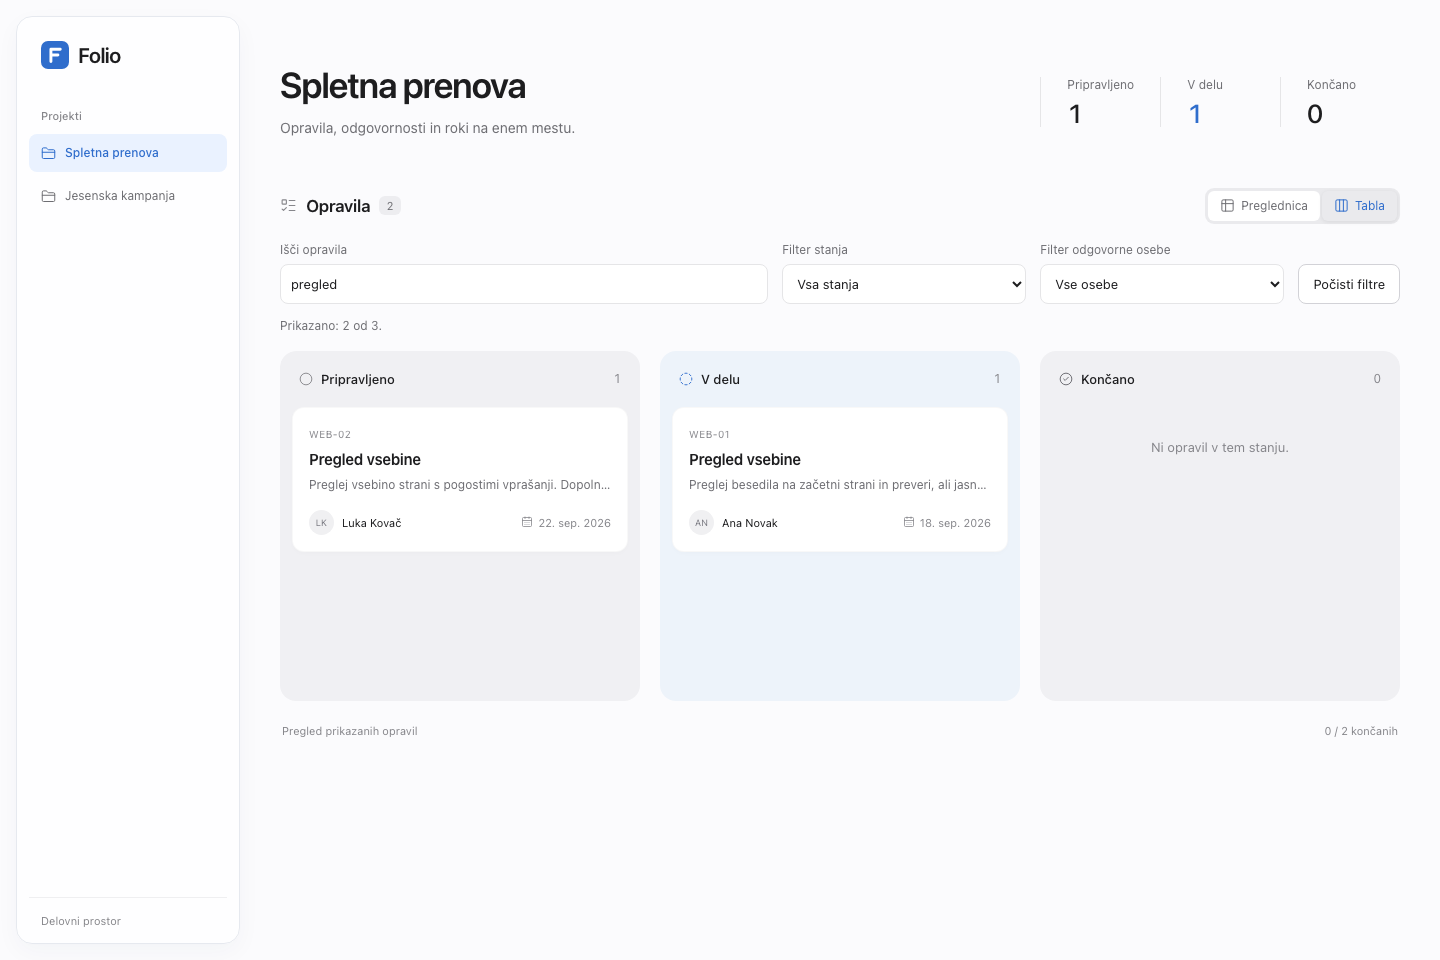 Folio
Projekti
Spletna prenova
Jesenska kampanja
Delovni prostor
Spletna prenova
Opravila, odgovornosti in roki na enem mestu.
Pripravljeno
1
V delu
1
Končano
0
Opravila 2
Preglednica
Tabla
Išči opravila
pregled
Filter stanja
Vsa stanja
Filter odgovorne osebe
Vse osebe
Počisti filtre
Prikazano: 2 od 3.
Pripravljeno 1
WEB-02
Pregled vsebine
Preglej vsebino strani s pogostimi vprašanji. Dopoln...
LK Luka Kovač 22. sep. 2026
V delu 1
WEB-01
Pregled vsebine
Preglej besedila na začetni strani in preveri, ali jasn...
AN Ana Novak 18. sep. 2026
Končano 0
Ni opravil v tem stanju.
Pregled prikazanih opravil
0 / 2 končanih